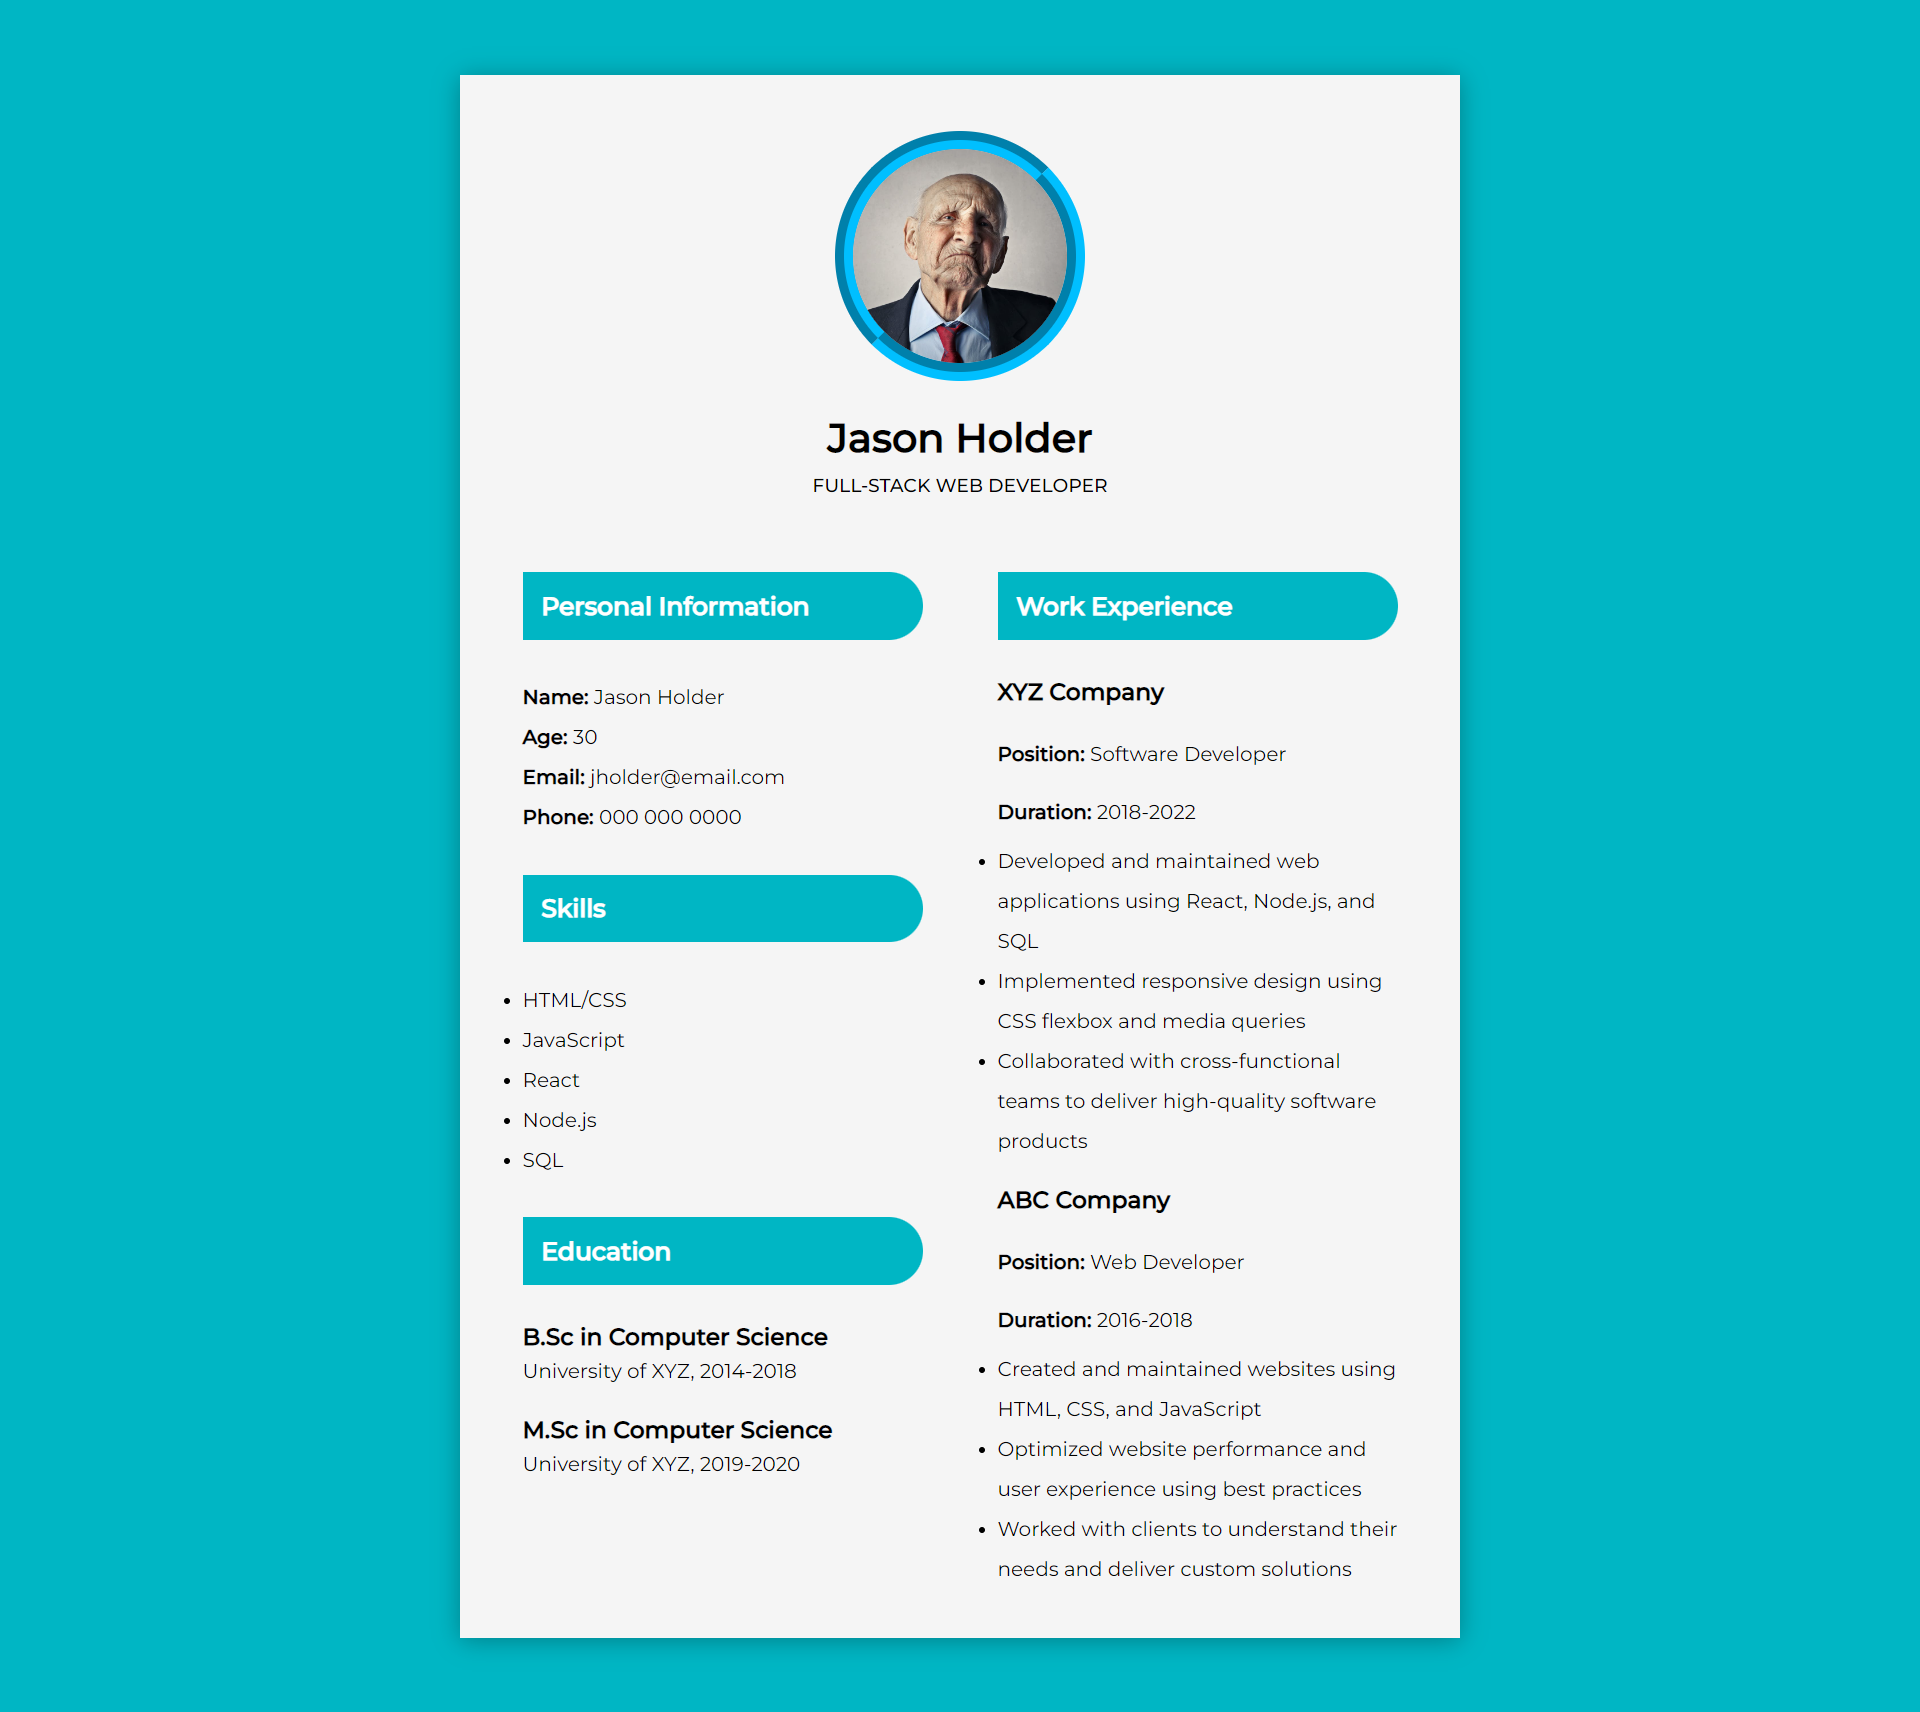 Jason Holder
FULL-STACK WEB DEVELOPER
Personal Information
Name: Jason Holder
Age: 30
Email: jholder@email.com
Phone: 000 000 0000
Skills
HTML/CSS
JavaScript
React
Node.js
SQL
Education
B.Sc in Computer Science
University of XYZ, 2014-2018
M.Sc in Computer Science
University of XYZ, 2019-2020
Work Experience
XYZ Company
Position: Software Developer
Duration: 2018-2022
Developed and maintained web
applications using React, Node.js, and
SQL
Implemented responsive design using
CSS flexbox and media queries
Collaborated with cross-functional
teams to deliver high-quality software
products
ABC Company
Position: Web Developer
Duration: 2016-2018
Created and maintained websites using
HTML, CSS, and JavaScript
Optimized website performance and
user experience using best practices
Worked with clients to understand their
needs and deliver custom solutions